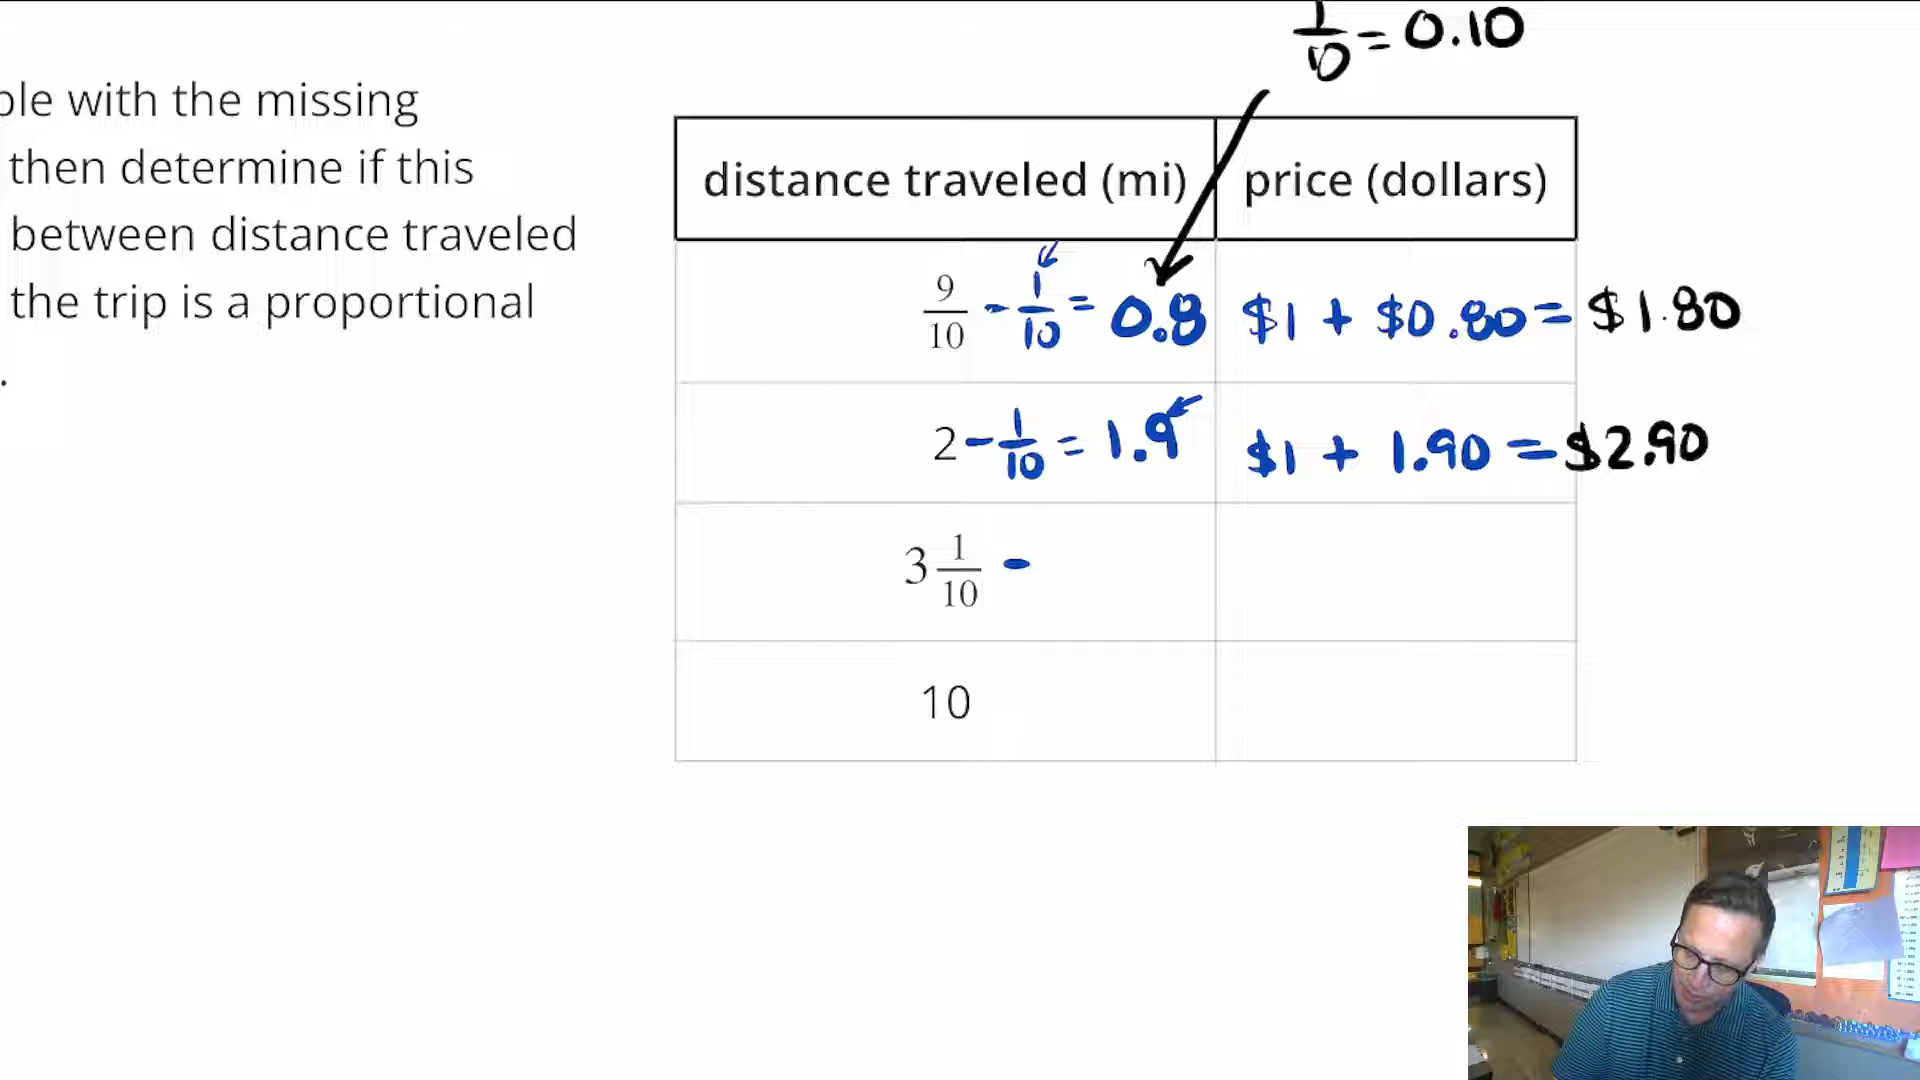 1/10 = 0.10
ble with the missing
then determine if this
between distance traveled
the trip is a proportional
.
distance traveled (mi) price (dollars)
9/10 - 1/10 = 0.8 $1 + $0.80 = $1.80
2 - 1/10 = 1.9 $1 + 1.90 = $2.90
3 1/10 -
10